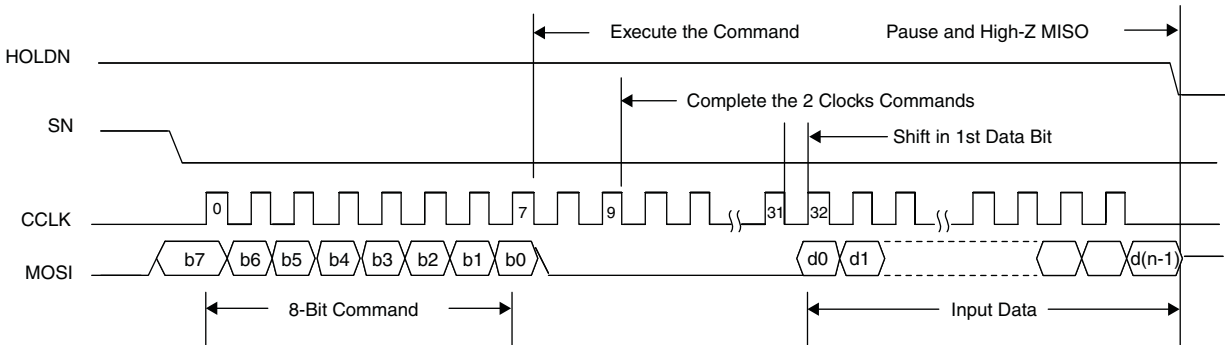 Execute the Command
Pause and High-Z MISO
HOLDN
Complete the 2 Clocks Commands
SN
Shift in 1st Data Bit
CCLK
0
7
9
31
32
MOSI
b7
b6
b5
b4
b3
b2
b1
b0
d0
d1
d(n-1)
8-Bit Command
Input Data